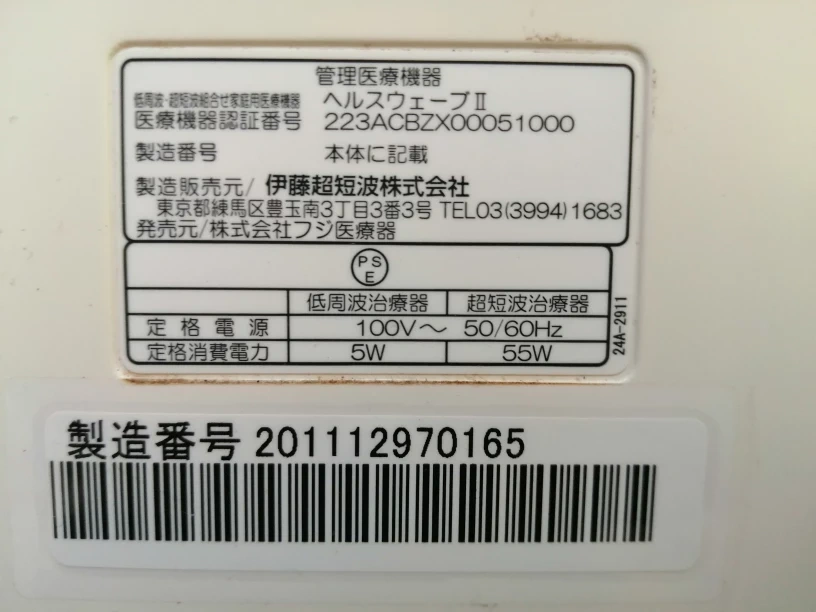 管理医療機器
低周波・超短波組合せ家庭用医療機器 ヘルスウェーブⅡ
医療機器認証番号 223ACBZX00051000
製造番号 本体に記載
製造販売元/ 伊藤超短波株式会社
東京都練馬区豊玉南3丁目3番3号 TEL03(3994)1683
発売元/株式会社フジ医療器
PS
E
低周波治療器 超短波治療器
定格電源 100V～ 50/60Hz
定格消費電力 5W 55W
24A-2911
製造番号 201112970165